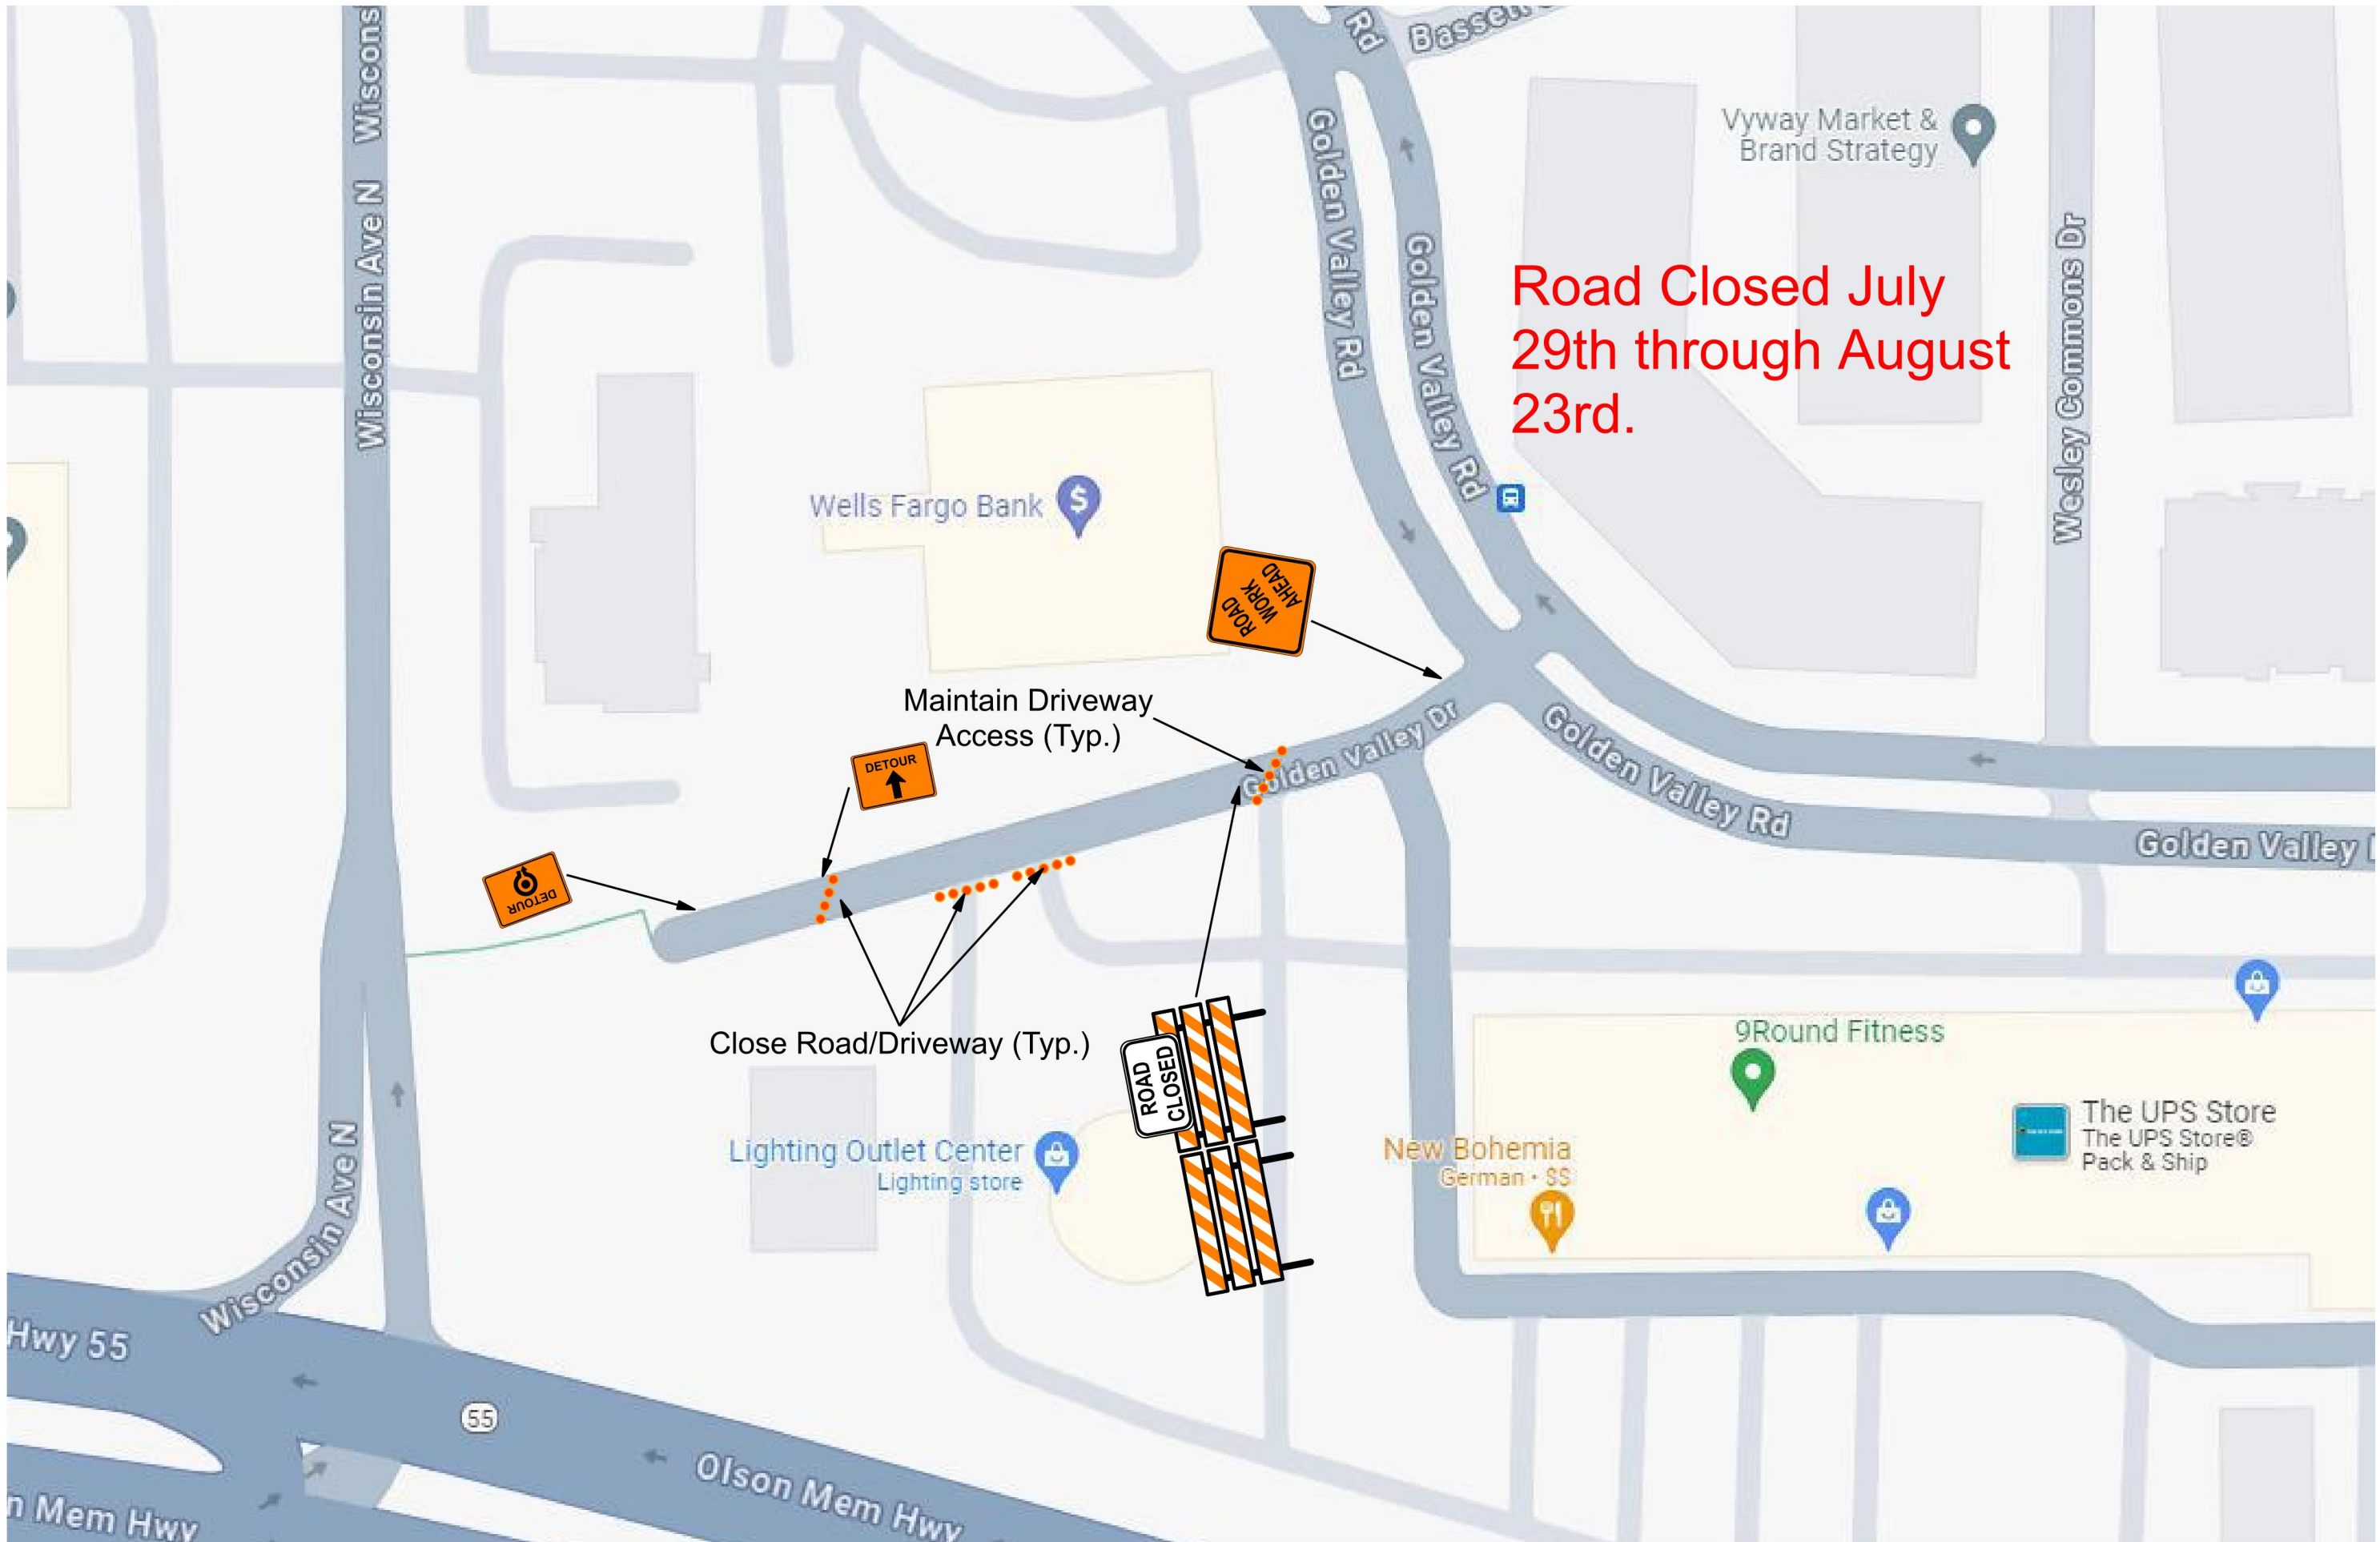 Wiscons
Rd
Bassett
Vyway Market &
Brand Strategy
Wisconsin Ave N
Golden Valley Rd
Golden Valley Rd
Wesley Commons Dr
Road Closed July
29th through August
23rd.
Wells Fargo Bank
ROAD
WORK
AHEAD
Maintain Driveway
Access (Typ.)
Golden Valley Dr
DETOUR
Golden Valley Rd
Golden Valley
DETOUR
Close Road/Driveway (Typ.)
ROAD
CLOSED
9Round Fitness
The UPS Store
The UPS Store®
Pack & Ship
Lighting Outlet Center
Lighting store
New Bohemia
German • $$
Wisconsin Ave N
Hwy 55
55
Olson Mem Hwy
n Mem Hwy